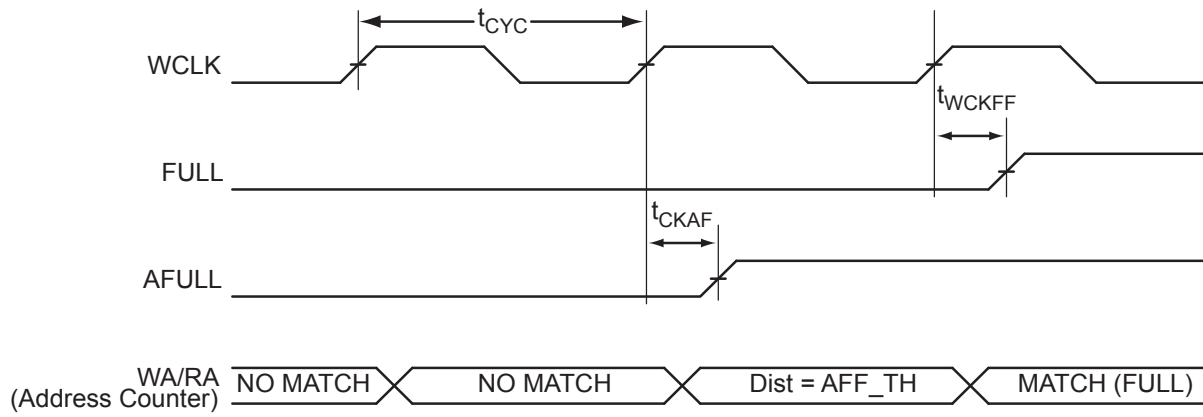 tCYC
WCLK
tWCKFF
FULL
tCKAF
AFULL
WA/RA
(Address Counter)
NO MATCH
NO MATCH
Dist = AFF_TH
MATCH (FULL)